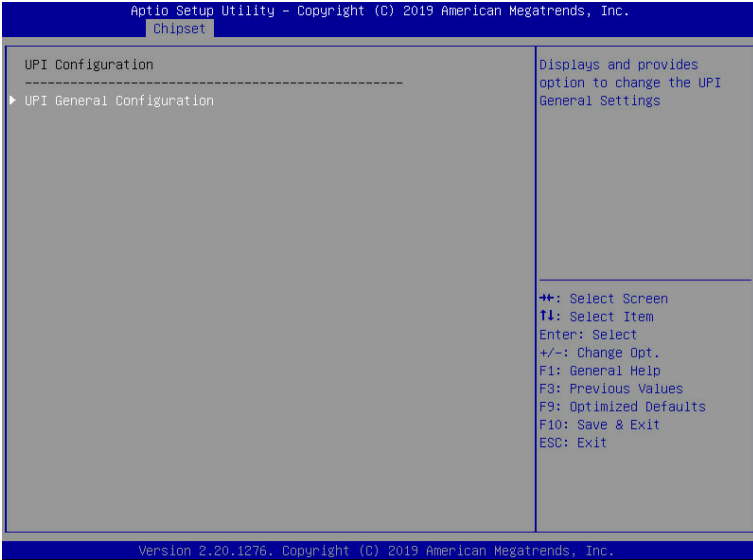 Aptio Setup Utility – Copyright (C) 2019 American Megatrends, Inc.
Chipset
UPI Configuration
--------------------------------------------------
UPI General Configuration
Displays and provides
option to change the UPI
General Settings
→←: Select Screen
↑↓: Select Item
Enter: Select
+/-: Change Opt.
F1: General Help
F3: Previous Values
F9: Optimized Defaults
F10: Save & Exit
ESC: Exit
Version 2.20.1276. Copyright (C) 2019 American Megatrends, Inc.